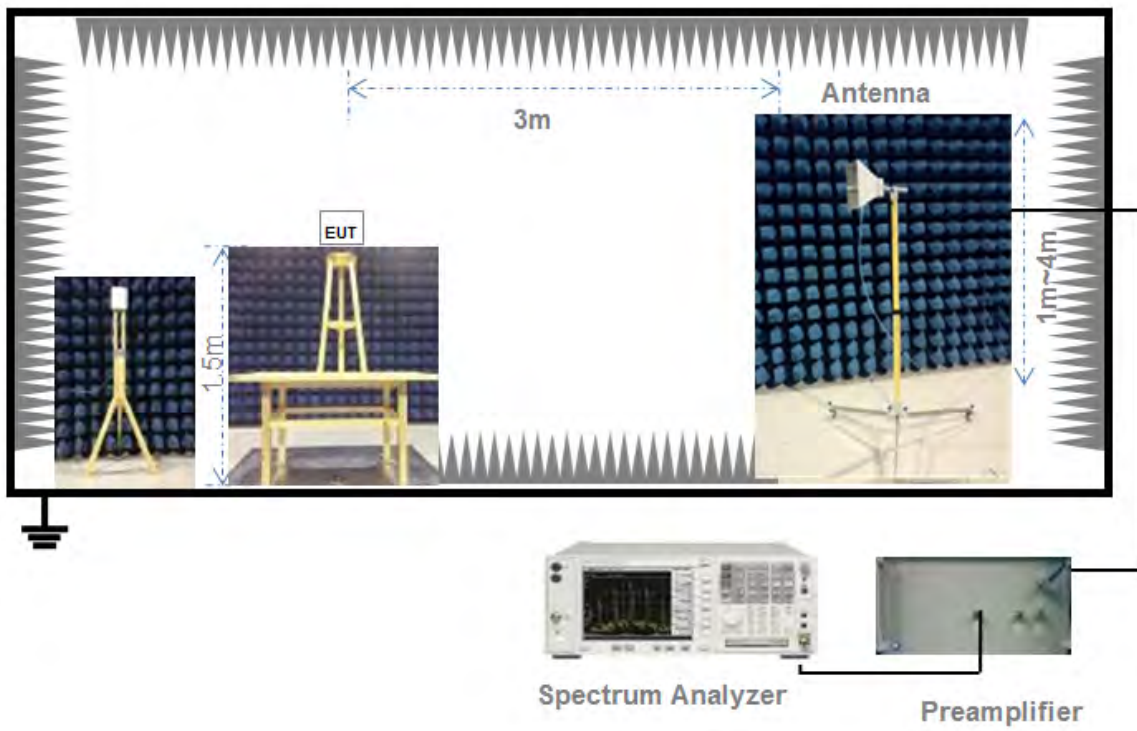 Antenna
3m
EUT
1.5m
1m~4m
Spectrum Analyzer
Preamplifier